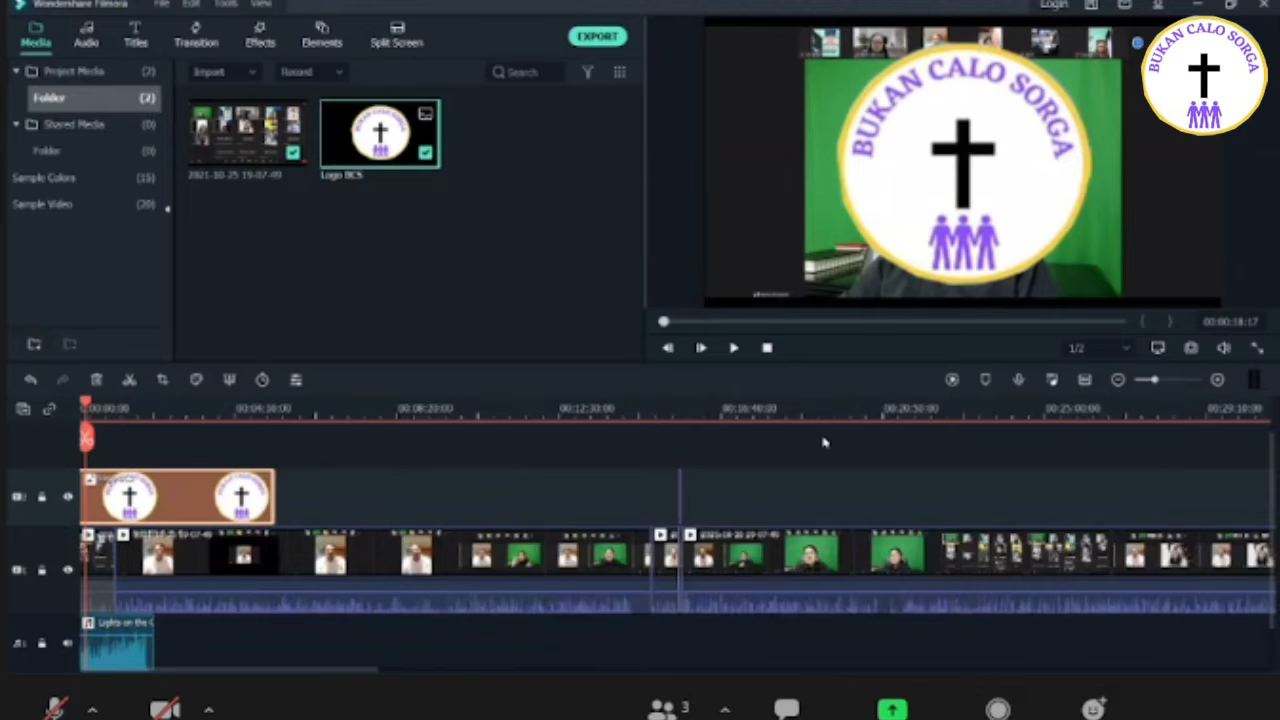 Wondershare Filmora File Edit Tools View Login
Media Audio Titles Transition Effects Elements Split Screen EXPORT
Project Media (2)
Folder (2)
Shared Media (0)
Folder (0)
Sample Colors (15)
Sample Video (20)
Import Record Search
2021-10-25 19-07-49 Logo BCS
BUKAN CALO SORGA
BUKAN CALO SORGA
00:00:18:17
1/2
00:00:00 00:04:10:00 00:08:20:00 00:12:30:00 00:16:40:00 00:20:50:00 00:25:00:00 00:29:10:00
Lights on the
3